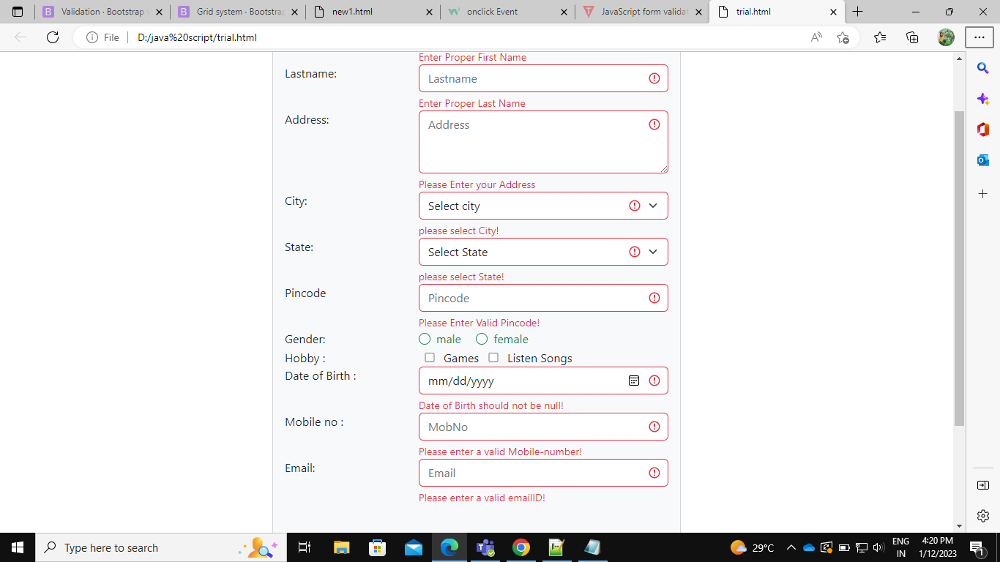 Validation · Bootstrap
Grid system · Bootstrap
new1.html
onclick Event
JavaScript form validat
trial.html
File
D:/java%20script/trial.html
Enter Proper First Name
Lastname:
Lastname
Enter Proper Last Name
Address:
Address
Please Enter your Address
City:
Select city
please select City!
State:
Select State
please select State!
Pincode
Pincode
Please Enter Valid Pincode!
Gender: male female
Hobby : Games Listen Songs
Date of Birth :
mm/dd/yyyy
Date of Birth should not be null!
Mobile no :
MobNo
Please enter a valid Mobile-number!
Email:
Email
Please enter a valid emailID!
Type here to search
29°C
ENG
IN
4:20 PM
1/12/2023
1